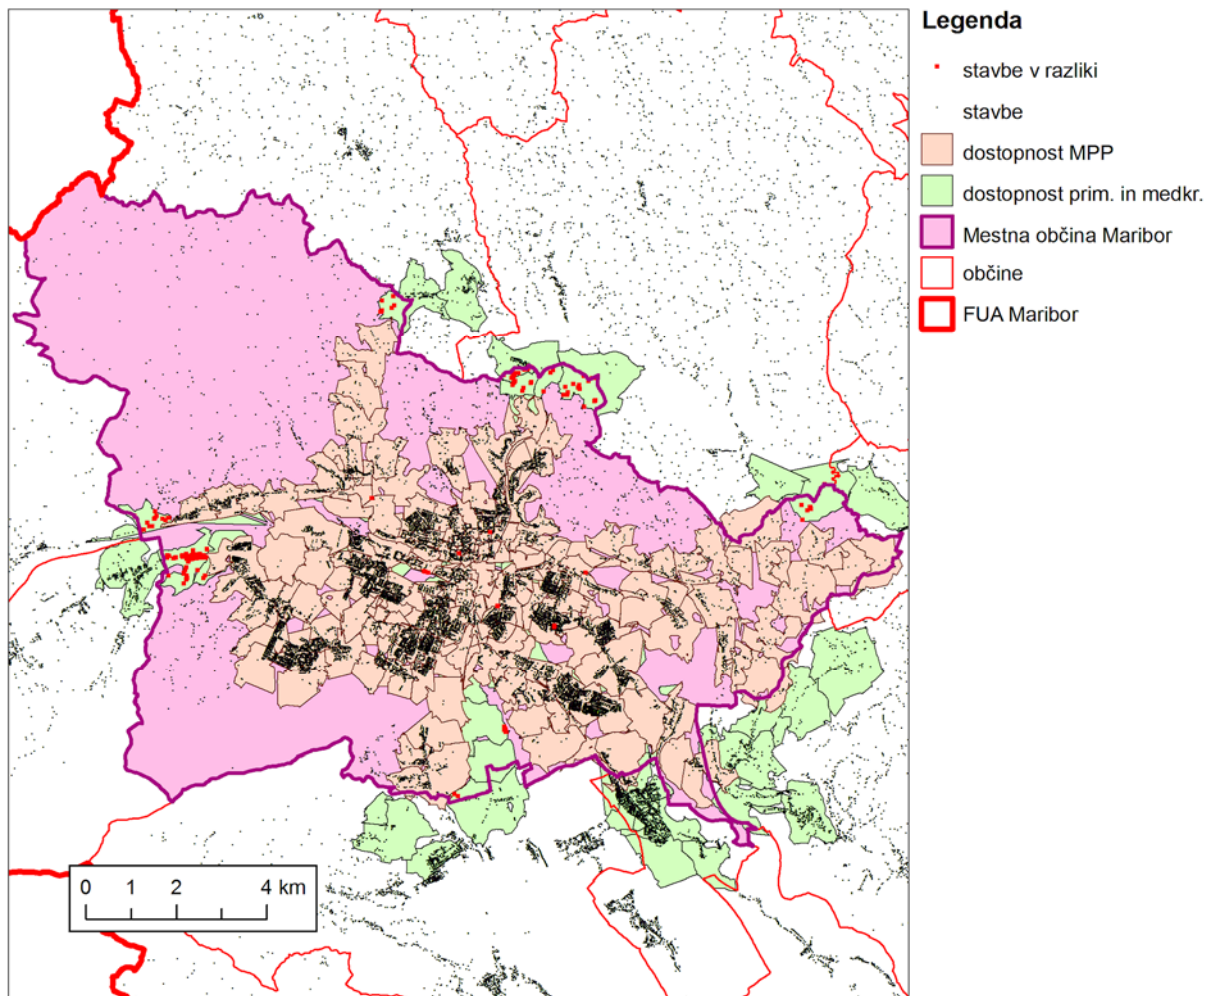 Legenda
stavbe v razliki
stavbe
dostopnost MPP
dostopnost prim. in medkr.
Mestna občina Maribor
občine
FUA Maribor
0 1 2 4 km